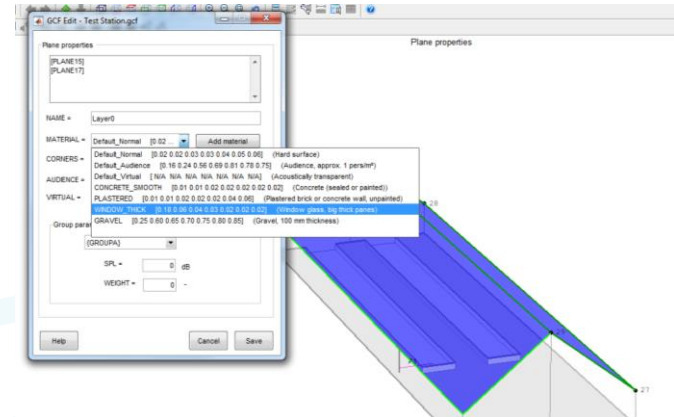 GCF Edit - Test Station.gcf
Plane properties
Plane properties
[PLANE15]
[PLANE17]
NAME = Layer0
MATERIAL = Default_Normal [0.02 ... Add material
Default_Normal [0.02 0.02 0.03 0.03 0.04 0.05 0.06] (Hard surface)
CORNERS =
Default_Audience [0.16 0.24 0.56 0.69 0.81 0.78 0.75] (Audience, approx. 1 pers/m²)
Default_Virtual [ N/A N/A N/A N/A N/A N/A N/A] (Acoustically transparent)
AUDIENCE =
CONCRETE_SMOOTH [0.01 0.01 0.02 0.02 0.02 0.02 0.02] (Concrete (sealed or painted))
VIRTUAL =
PLASTERED [0.01 0.01 0.02 0.02 0.02 0.04 0.06] (Plastered brick or concrete wall, unpainted)
WINDOW_THICK [0.18 0.06 0.04 0.03 0.02 0.02 0.02] (Window glass, big thick panes)
GRAVEL [0.25 0.60 0.65 0.70 0.75 0.80 0.85] (Gravel, 100 mm thickness)
Group para
{GROUPA}
SPL = 0 dB
WEIGHT = 0 -
Help Cancel Save
28
27